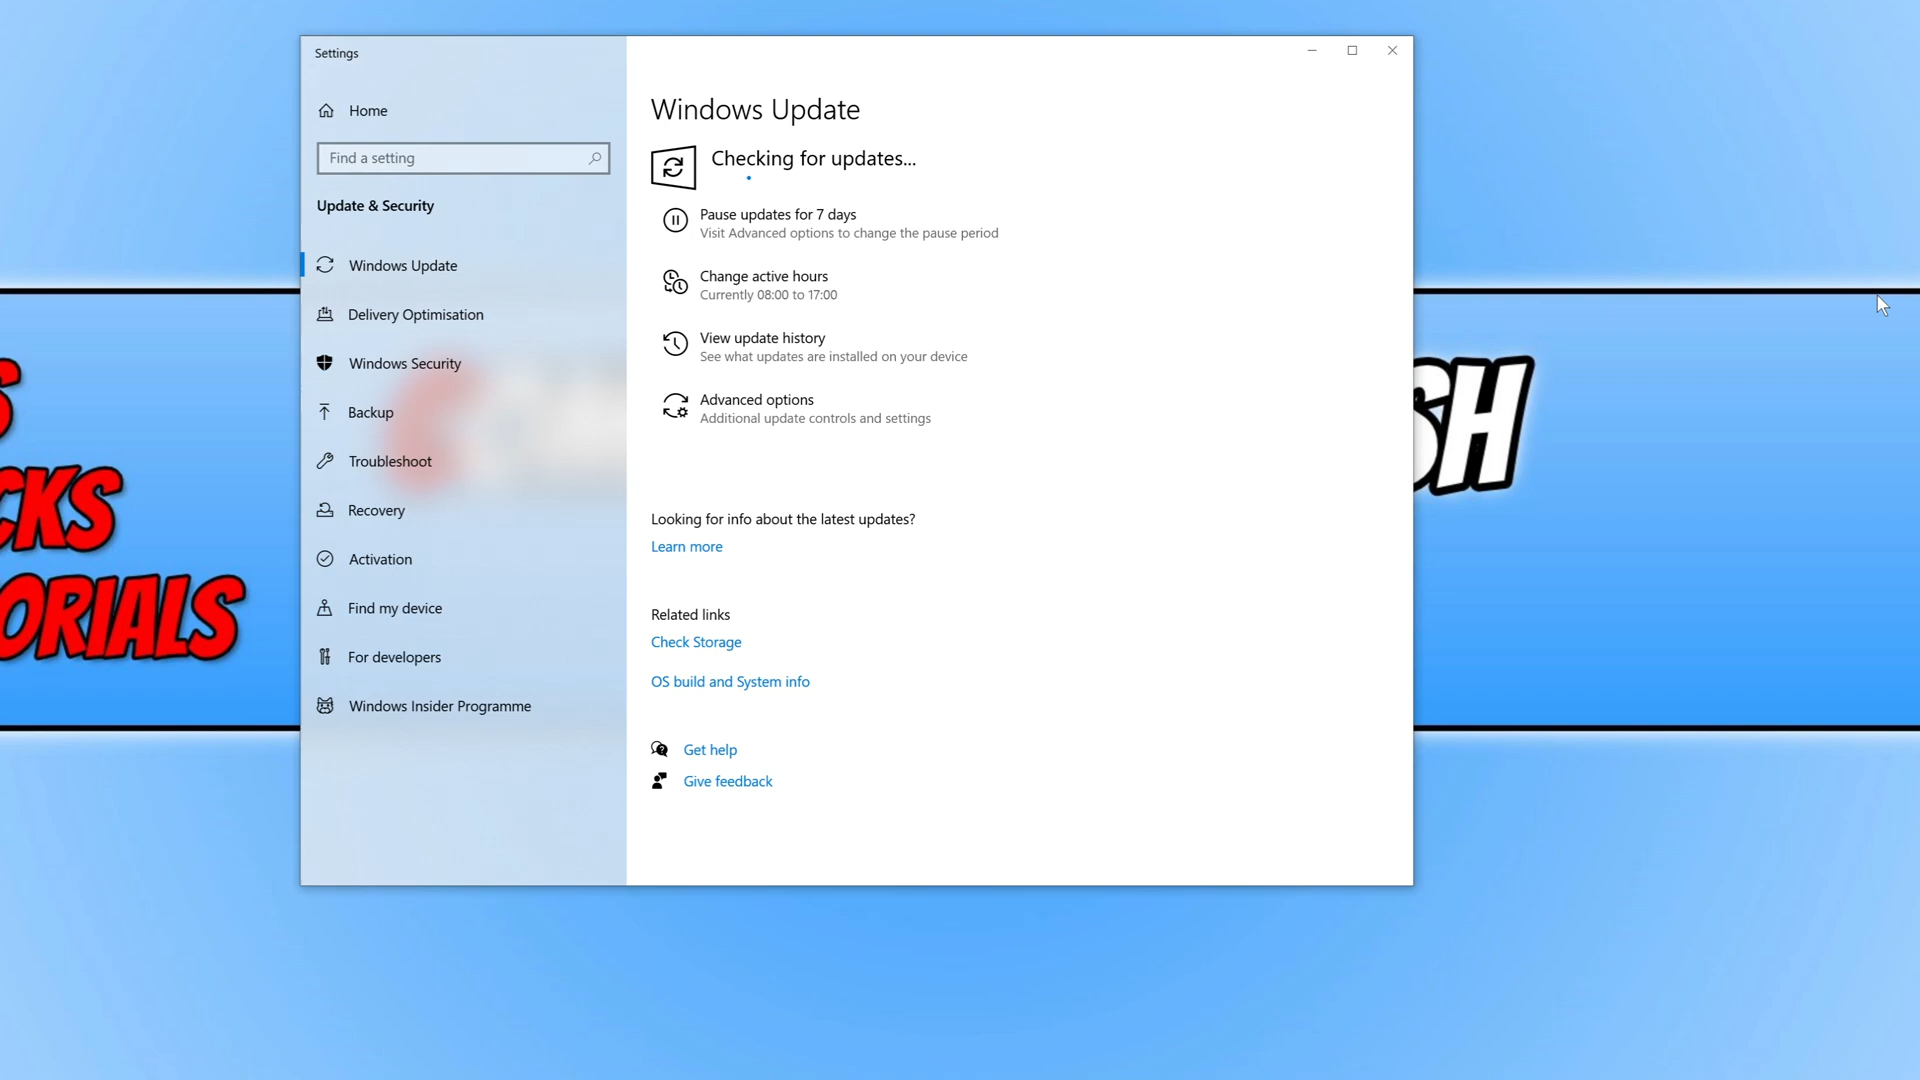 Settings
Home
Find a setting
Update & Security
Windows Update
Delivery Optimisation
Windows Security
Backup
Troubleshoot
Recovery
Activation
Find my device
For developers
Windows Insider Programme
Windows Update
Checking for updates...
Pause updates for 7 days
Visit Advanced options to change the pause period
Change active hours
Currently 08:00 to 17:00
View update history
See what updates are installed on your device
Advanced options
Additional update controls and settings
Looking for info about the latest updates?
Learn more
Related links
Check Storage
OS build and System info
Get help
Give feedback